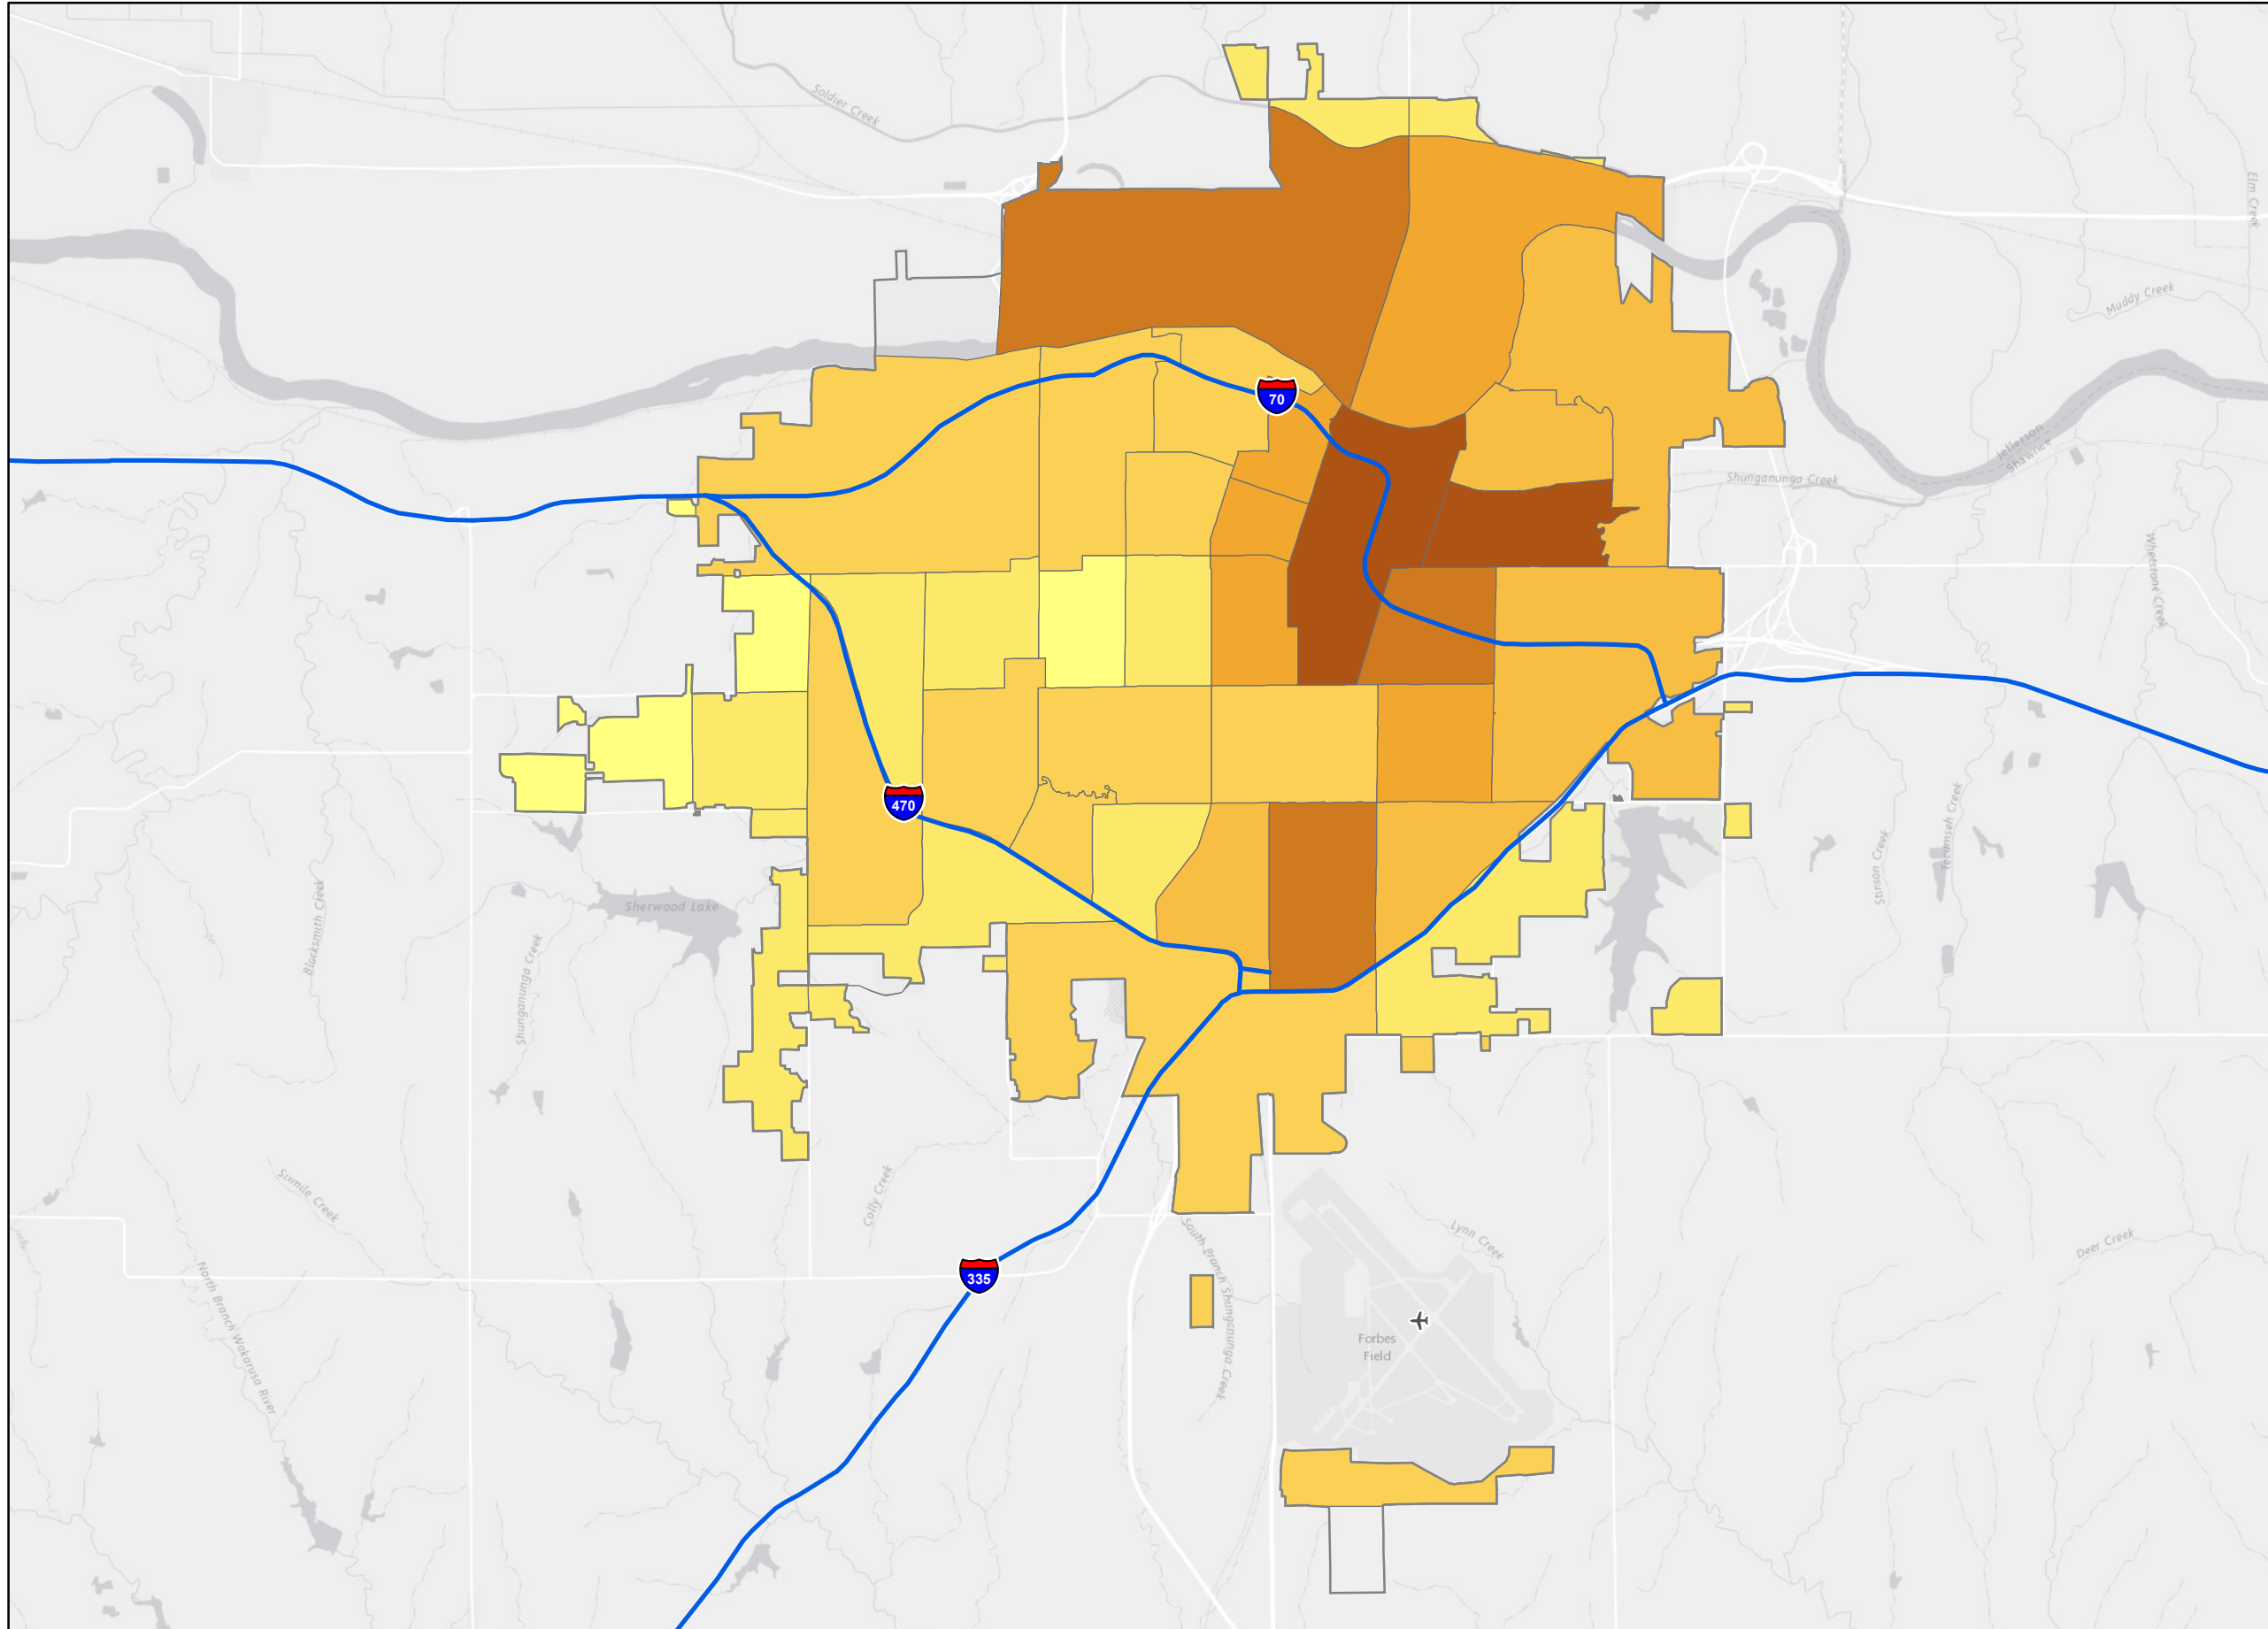 Soldier Creek
Elm Creek
Muddy Creek
70
Jefferson
Shawnee
Shunganunga Creek
Whetstone Creek
470
Tecumseh Creek
Stinson Creek
Sherwood Lake
Blacksmith Creek
Shunganunga Creek
Sixmile Creek
Colly Creek
South Branch Shunganunga Creek
Lynn Creek
Deer Creek
335
North Branch Wakarusa River
Forbes
Field